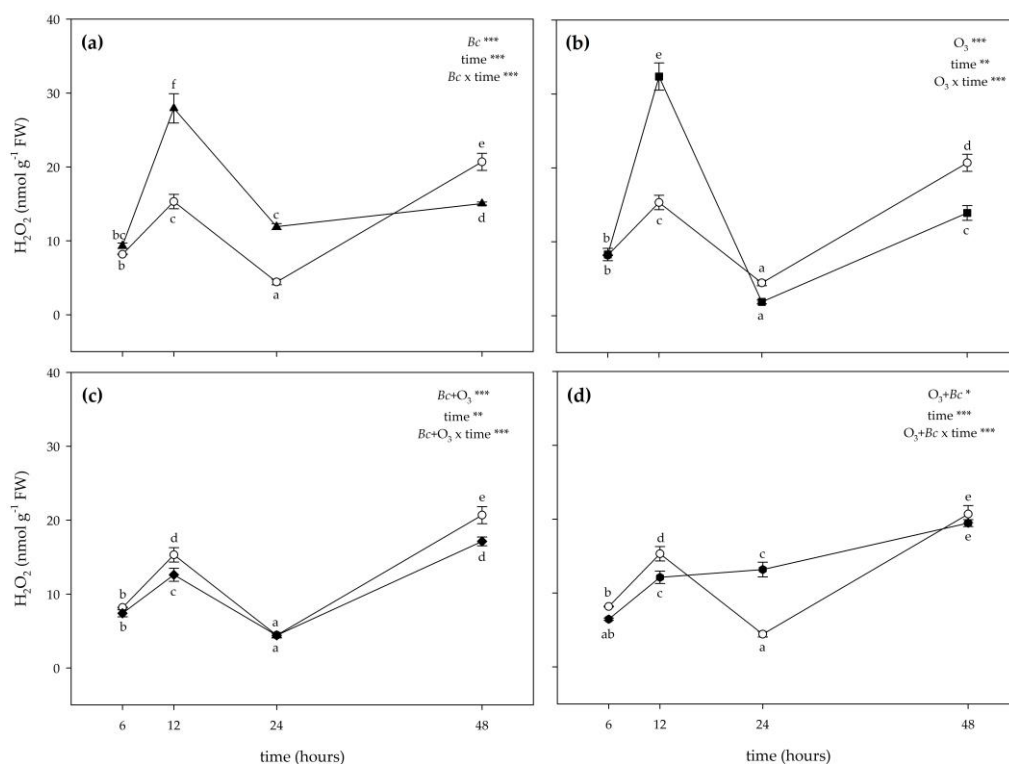 (a)
Bc ***
time ***
Bc x time ***
H₂O₂ (nmol g⁻¹ FW)
40
30
20
10
0
bc
b
f
c
c
a
e
d
(b)
O₃ ***
time **
O₃ x time ***
b
b
e
c
a
a
d
c
(c)
Bc+O₃ ***
time **
Bc+O₃ x time ***
H₂O₂ (nmol g⁻¹ FW)
40
30
20
10
0
b
b
d
c
a
a
e
d
6 12 24 48
time (hours)
(d)
O₃+Bc *
time ***
O₃+Bc x time ***
b
ab
d
c
c
a
e
e
6 12 24 48
time (hours)